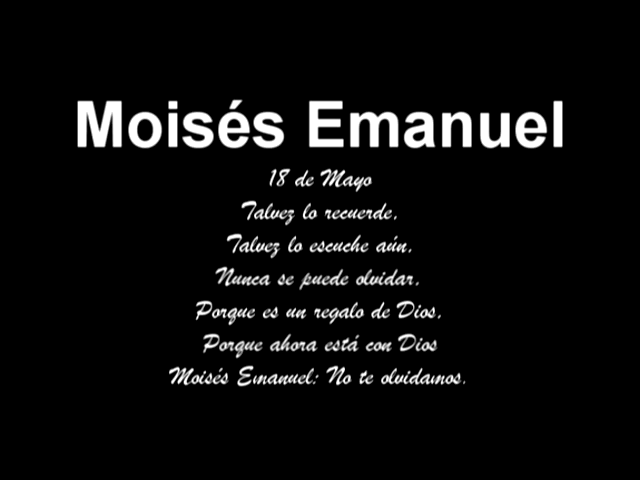 Moisés Emanuel
18 de Mayo
Talvez lo recuerde,
Talvez lo escuche aún,
Nunca se puede olvidar,
Porque es un regalo de Dios,
Porque ahora está con Dios
Moisés Emanuel: No te olvidamos.